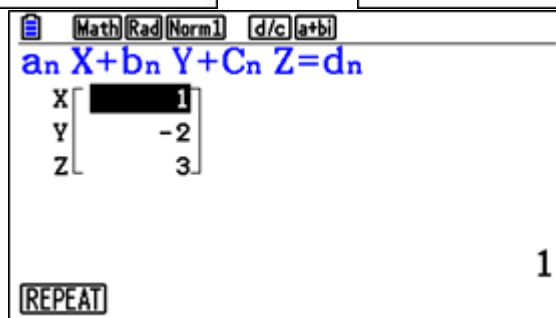 Math Rad Norm1 d/c a+bi
an X+bn Y+Cn Z=dn
X 1
Y -2
Z 3
1
REPEAT